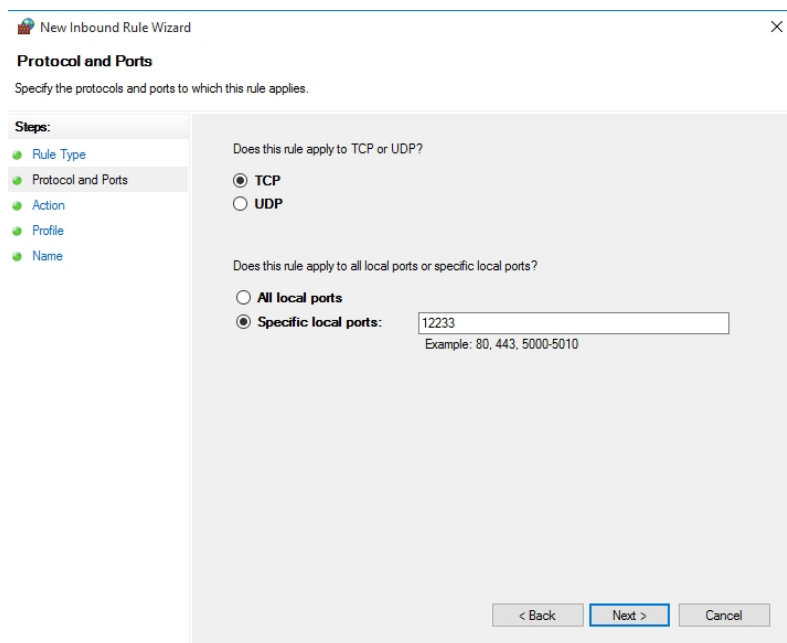 New Inbound Rule Wizard
Protocol and Ports
Specify the protocols and ports to which this rule applies.
Steps:
Rule Type
Protocol and Ports
Action
Profile
Name
Does this rule apply to TCP or UDP?
TCP
UDP
Does this rule apply to all local ports or specific local ports?
All local ports
Specific local ports: 12233
Example: 80, 443, 5000-5010
< Back Next > Cancel